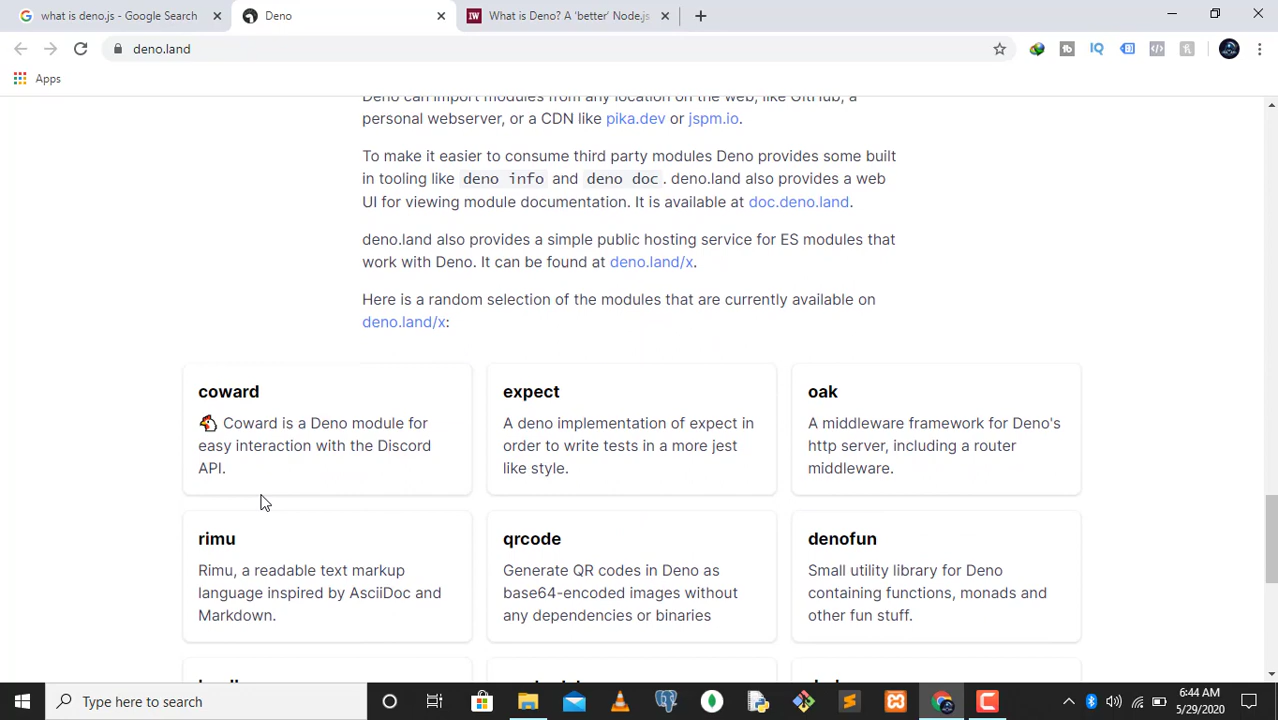 what is deno.js - Google Search
Deno
What is Deno? A 'better' Node.js
deno.land
Apps
Deno can import modules from any location on the web, like GitHub, a
personal webserver, or a CDN like pika.dev or jspm.io.
To make it easier to consume third party modules Deno provides some built
in tooling like deno info and deno doc. deno.land also provides a web
UI for viewing module documentation. It is available at doc.deno.land.
deno.land also provides a simple public hosting service for ES modules that
work with Deno. It can be found at deno.land/x.
Here is a random selection of the modules that are currently available on
deno.land/x:
coward
Coward is a Deno module for
easy interaction with the Discord
API.
expect
A deno implementation of expect in
order to write tests in a more jest
like style.
oak
A middleware framework for Deno's
http server, including a router
middleware.
rimu
Rimu, a readable text markup
language inspired by AsciiDoc and
Markdown.
qrcode
Generate QR codes in Deno as
base64-encoded images without
any dependencies or binaries
denofun
Small utility library for Deno
containing functions, monads and
other fun stuff.
Type here to search
6:44 AM
5/29/2020